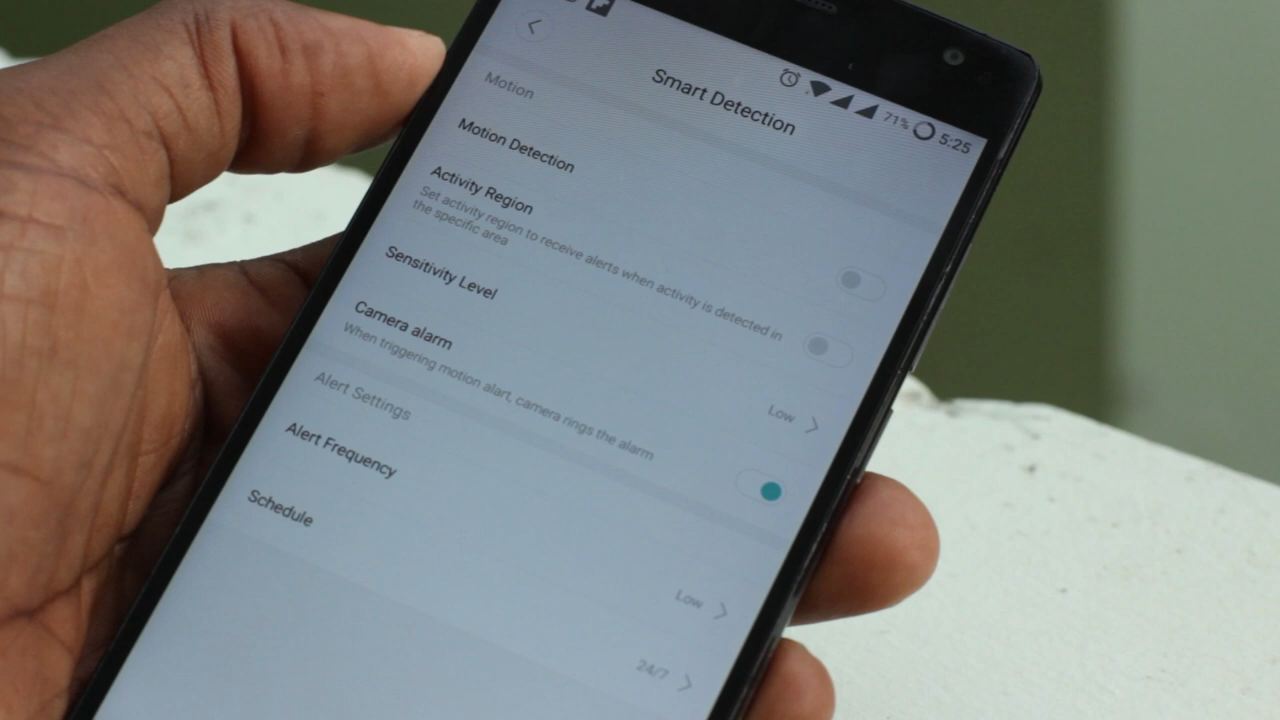 71% 5:25
Smart Detection
Motion
Motion Detection
Activity Region
Set activity region to receive alerts when activity is detected in
the specific area
Sensitivity Level
Low
Camera alarm
When triggering motion alart, camera rings the alarm
Alert Settings
Alert Frequency
Low
Schedule
24/7